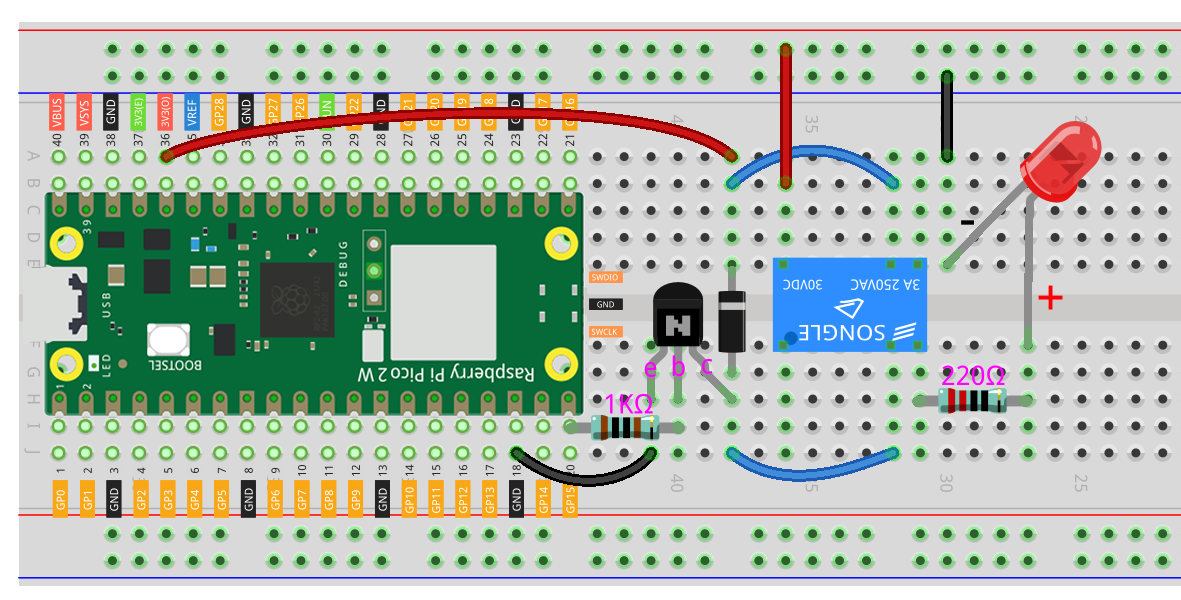 VBUS VSYS GND 3V3(E) 3V3(O) VREF GP28 GND GP27 GP26 GP22 GP21 GP20 GP19 GP18 GP17 GP16
40 39 38 37 36 33 32 31 30 29 28 27 26 25 24 23 22 21
40 35
A
B
C
D
E
F
G
H
I
J
39
DEBUG
USB
BOOTSEL
LED
1
2
Raspberry Pi Pico 2 W
SWDIO
GND
SWCLK
N
e b c
3A 250VAC 30VDC
SONGLE
-
+
1KΩ
220Ω
1 2 3 4 5 6 7 8 9 10 11 12 13 14 15 16 17 18 19 20
40 35 30 25
GP0 GP1 GND GP2 GP3 GP4 GP5 GND GP6 GP7 GP8 GP9 GND GP10 GP11 GP12 GP13 GND GP14 GP15